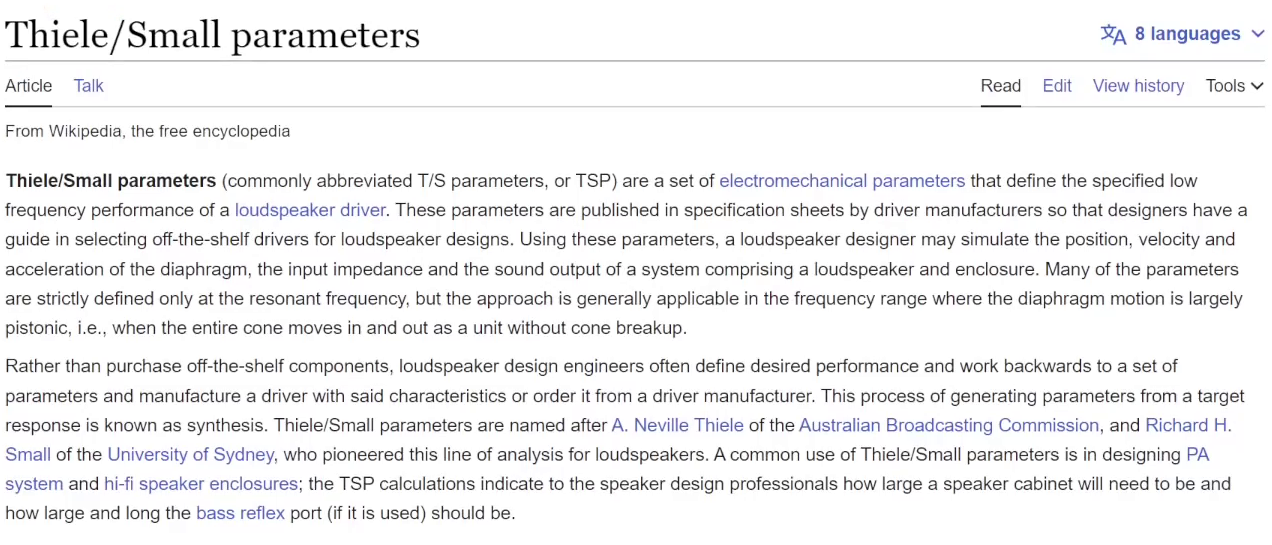 Thiele/Small parameters
8 languages
Article Talk
Read Edit View history Tools
From Wikipedia, the free encyclopedia
Thiele/Small parameters (commonly abbreviated T/S parameters, or TSP) are a set of electromechanical parameters that define the specified low
frequency performance of a loudspeaker driver. These parameters are published in specification sheets by driver manufacturers so that designers have a
guide in selecting off-the-shelf drivers for loudspeaker designs. Using these parameters, a loudspeaker designer may simulate the position, velocity and
acceleration of the diaphragm, the input impedance and the sound output of a system comprising a loudspeaker and enclosure. Many of the parameters
are strictly defined only at the resonant frequency, but the approach is generally applicable in the frequency range where the diaphragm motion is largely
pistonic, i.e., when the entire cone moves in and out as a unit without cone breakup.
Rather than purchase off-the-shelf components, loudspeaker design engineers often define desired performance and work backwards to a set of
parameters and manufacture a driver with said characteristics or order it from a driver manufacturer. This process of generating parameters from a target
response is known as synthesis. Thiele/Small parameters are named after A. Neville Thiele of the Australian Broadcasting Commission, and Richard H.
Small of the University of Sydney, who pioneered this line of analysis for loudspeakers. A common use of Thiele/Small parameters is in designing PA
system and hi-fi speaker enclosures; the TSP calculations indicate to the speaker design professionals how large a speaker cabinet will need to be and
how large and long the bass reflex port (if it is used) should be.